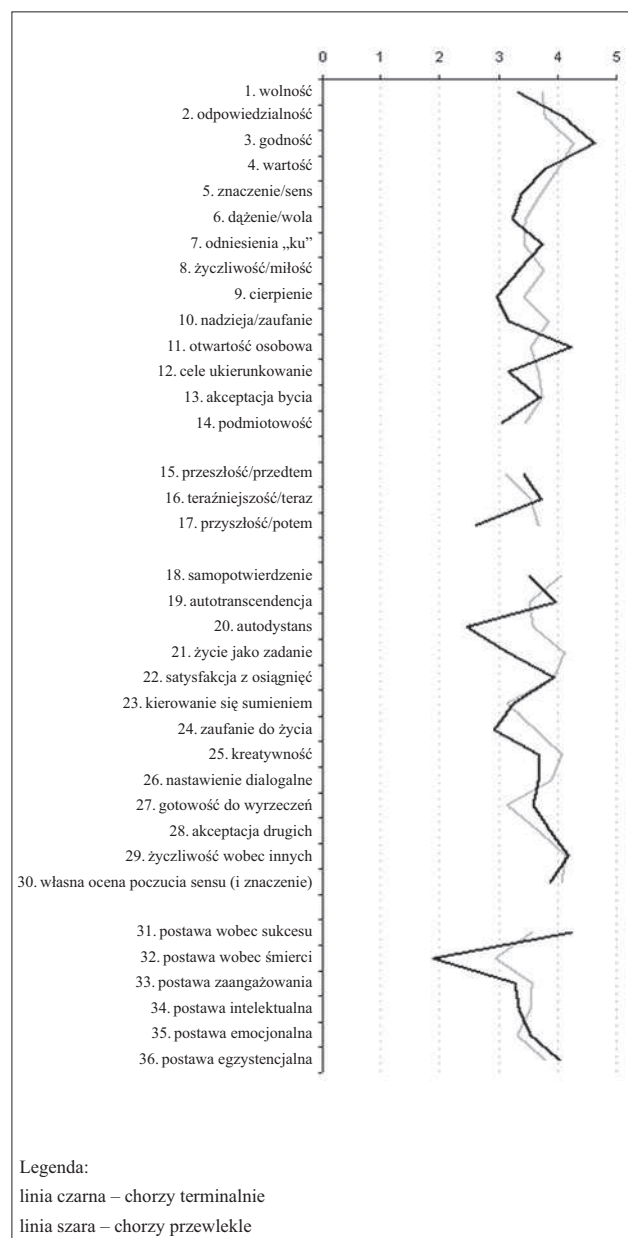 0 1 2 3 4 5
1. wolność
2. odpowiedzialność
3. godność
4. wartość
5. znaczenie/sens
6. dążenie/wola
7. odniesienia „ku”
8. życzliwość/miłość
9. cierpienie
10. nadzieja/zaufanie
11. otwartość osobowa
12. cele ukierunkowanie
13. akceptacja bycia
14. podmiotowość
15. przeszłość/przedtem
16. teraźniejszość/teraz
17. przyszłość/potem
18. samopotwierdzenie
19. autotranscendencja
20. autodystans
21. życie jako zadanie
22. satysfakcja z osiągnięć
23. kierowanie się sumieniem
24. zaufanie do życia
25. kreatywność
26. nastawienie dialogalne
27. gotowość do wyrzeczeń
28. akceptacja drugich
29. życzliwość wobec innych
30. własna ocena poczucia sensu (i znaczenie)
31. postawa wobec sukcesu
32. postawa wobec śmierci
33. postawa zaangażowania
34. postawa intelektualna
35. postawa emocjonalna
36. postawa egzystencjalna
Legenda:
linia czarna – chorzy terminalnie
linia szara – chorzy przewlekle